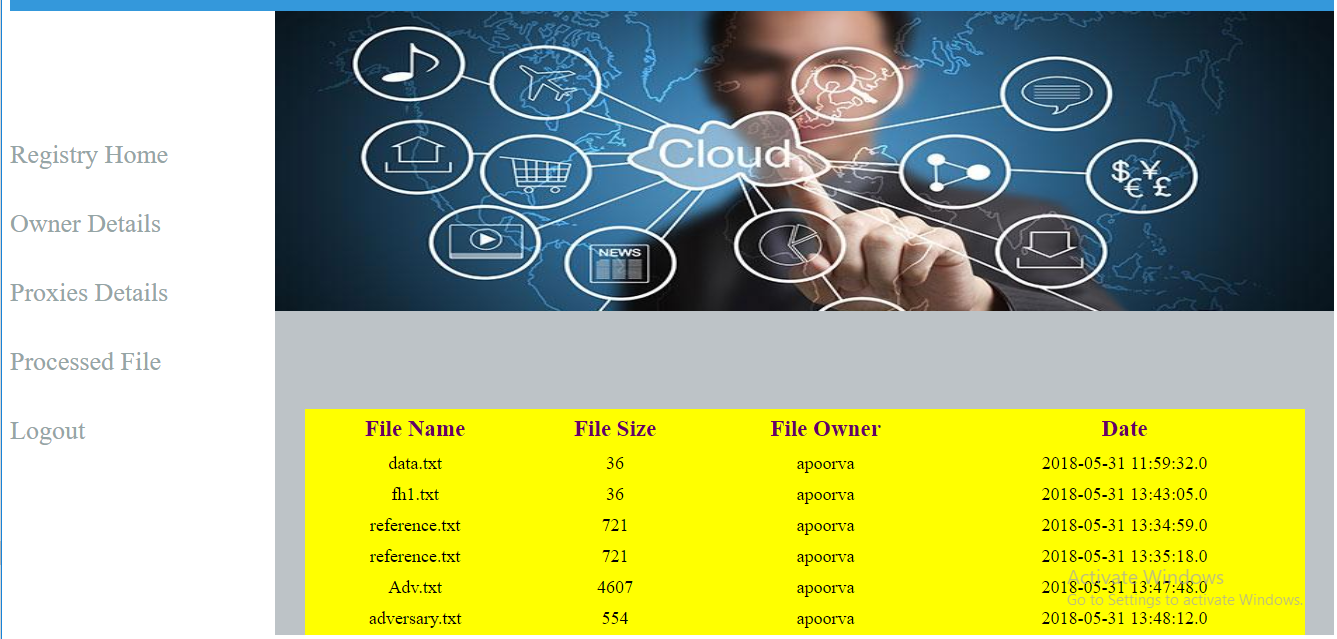 Registry Home
Owner Details
Proxies Details
Processed File
Logout
Cloud
NEWS
$ ¥
€ £
File Name File Size File Owner Date
data.txt 36 apoorva 2018-05-31 11:59:32.0
fh1.txt 36 apoorva 2018-05-31 13:43:05.0
reference.txt 721 apoorva 2018-05-31 13:34:59.0
reference.txt 721 apoorva 2018-05-31 13:35:18.0
Adv.txt 4607 apoorva 2018-05-31 13:47:48.0
adversary.txt 554 apoorva 2018-05-31 13:48:12.0
Activate Windows
Go to Settings to activate Windows.